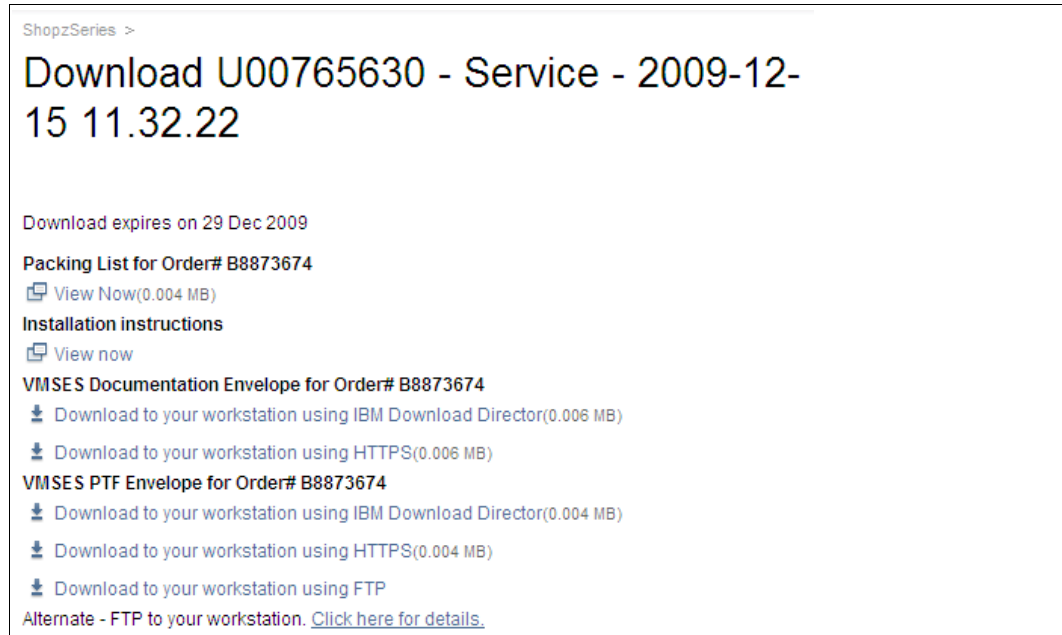 ShopzSeries >
Download U00765630 - Service - 2009-12-
15 11.32.22
Download expires on 29 Dec 2009
Packing List for Order# B8873674
View Now(0.004 MB)
Installation instructions
View now
VMSES Documentation Envelope for Order# B8873674
Download to your workstation using IBM Download Director(0.006 MB)
Download to your workstation using HTTPS(0.006 MB)
VMSES PTF Envelope for Order# B8873674
Download to your workstation using IBM Download Director(0.004 MB)
Download to your workstation using HTTPS(0.004 MB)
Download to your workstation using FTP
Alternate - FTP to your workstation. Click here for details.